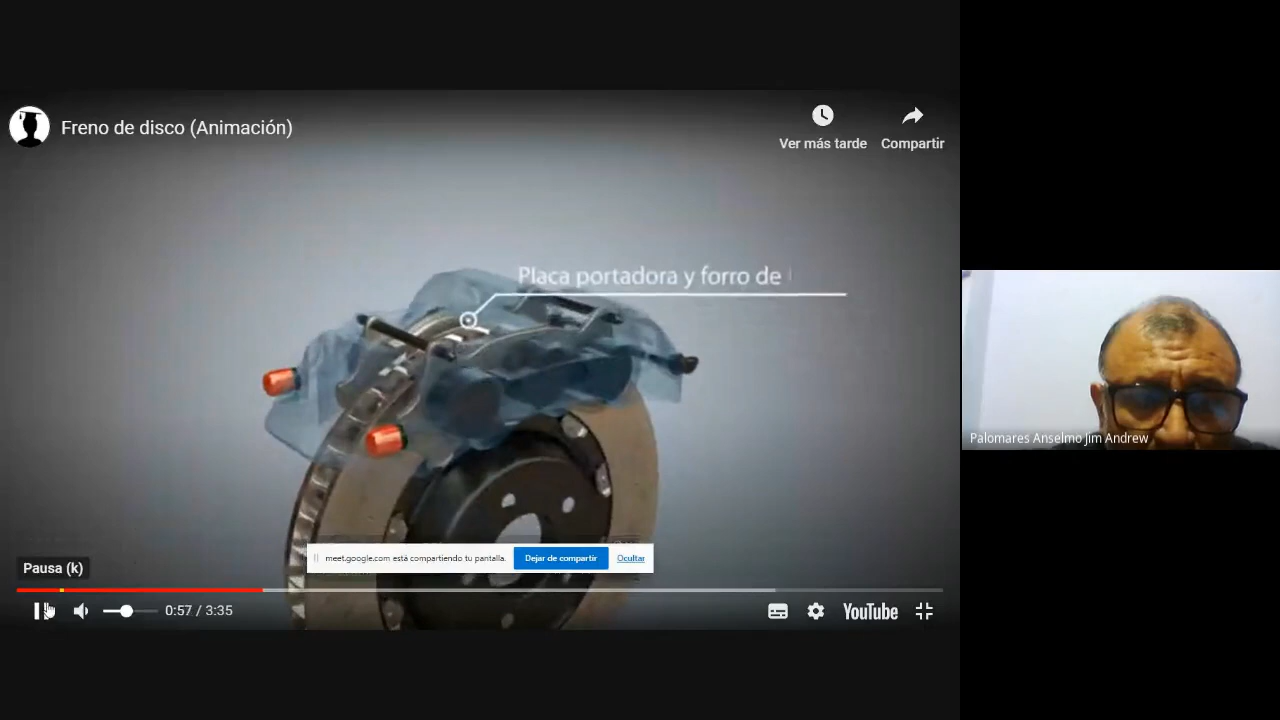 Freno de disco (Animación)
Ver más tarde
Compartir
Placa portadora y forro de
Palomares Anselmo Jim Andrew
meet.google.com está compartiendo tu pantalla.
Dejar de compartir
Ocultar
Pausa (k)
0:57 / 3:35
YouTube